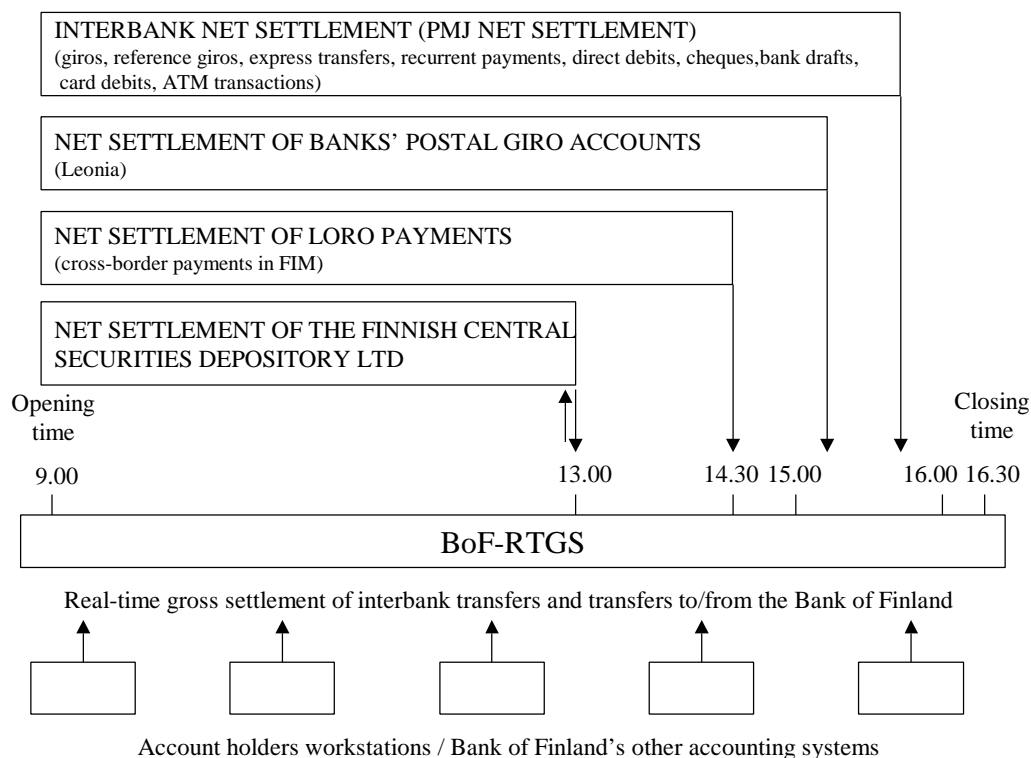 INTERBANK NET SETTLEMENT (PMJ NET SETTLEMENT)
(giros, reference giros, express transfers, recurrent payments, direct debits, cheques,bank drafts,
card debits, ATM transactions)
NET SETTLEMENT OF BANKS’ POSTAL GIRO ACCOUNTS
(Leonia)
NET SETTLEMENT OF LORO PAYMENTS
(cross-border payments in FIM)
NET SETTLEMENT OF THE FINNISH CENTRAL
SECURITIES DEPOSITORY LTD
Opening
time
Closing
time
9.00 13.00 14.30 15.00 16.00 16.30
BoF-RTGS
Real-time gross settlement of interbank transfers and transfers to/from the Bank of Finland
Account holders workstations / Bank of Finland’s other accounting systems